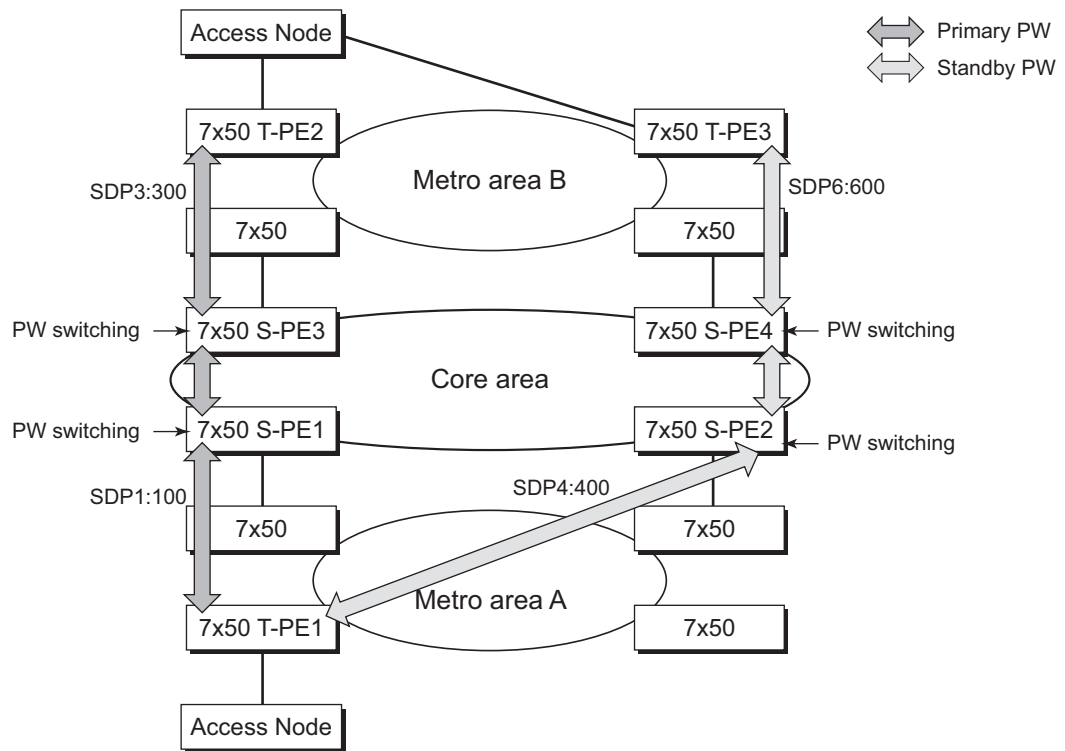 Access Node
Primary PW
Standby PW
7x50 T-PE2
7x50 T-PE3
Metro area B
SDP3:300
SDP6:600
7x50
7x50
PW switching
7x50 S-PE3
7x50 S-PE4
PW switching
Core area
PW switching
7x50 S-PE1
7x50 S-PE2
PW switching
SDP1:100
SDP4:400
7x50
7x50
Metro area A
7x50 T-PE1
7x50
Access Node